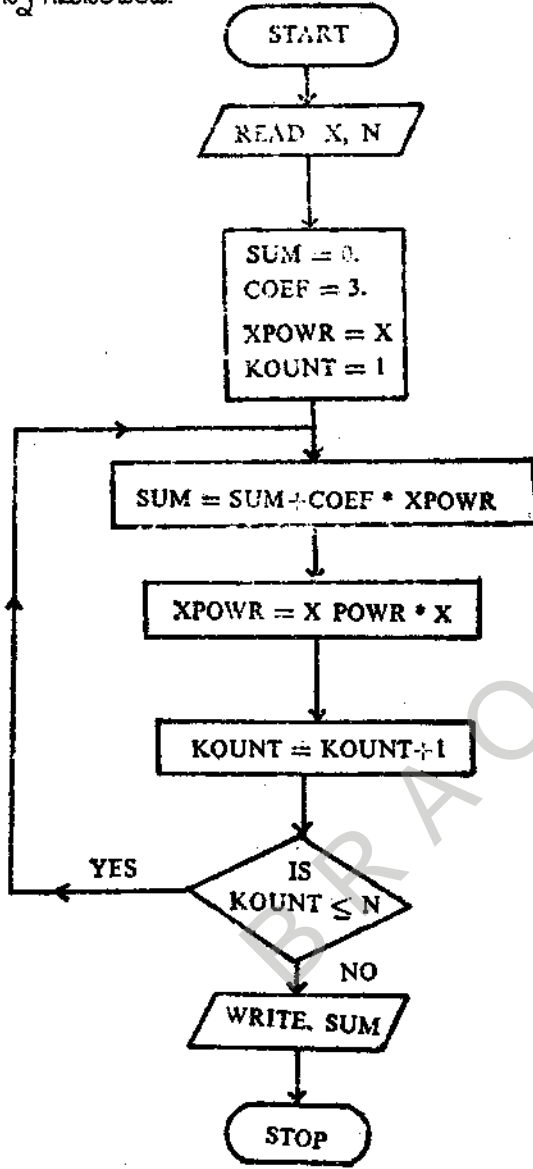 START
READ X, N
SUM = 0.
COEF = 3.
XPOWR = X
KOUNT = 1
SUM = SUM+COEF * XPOWR
XPOWR = X POWR * X
KOUNT = KOUNT+1
IS
KOUNT ≤ N
YES
NO
WRITE. SUM
STOP
BRAO